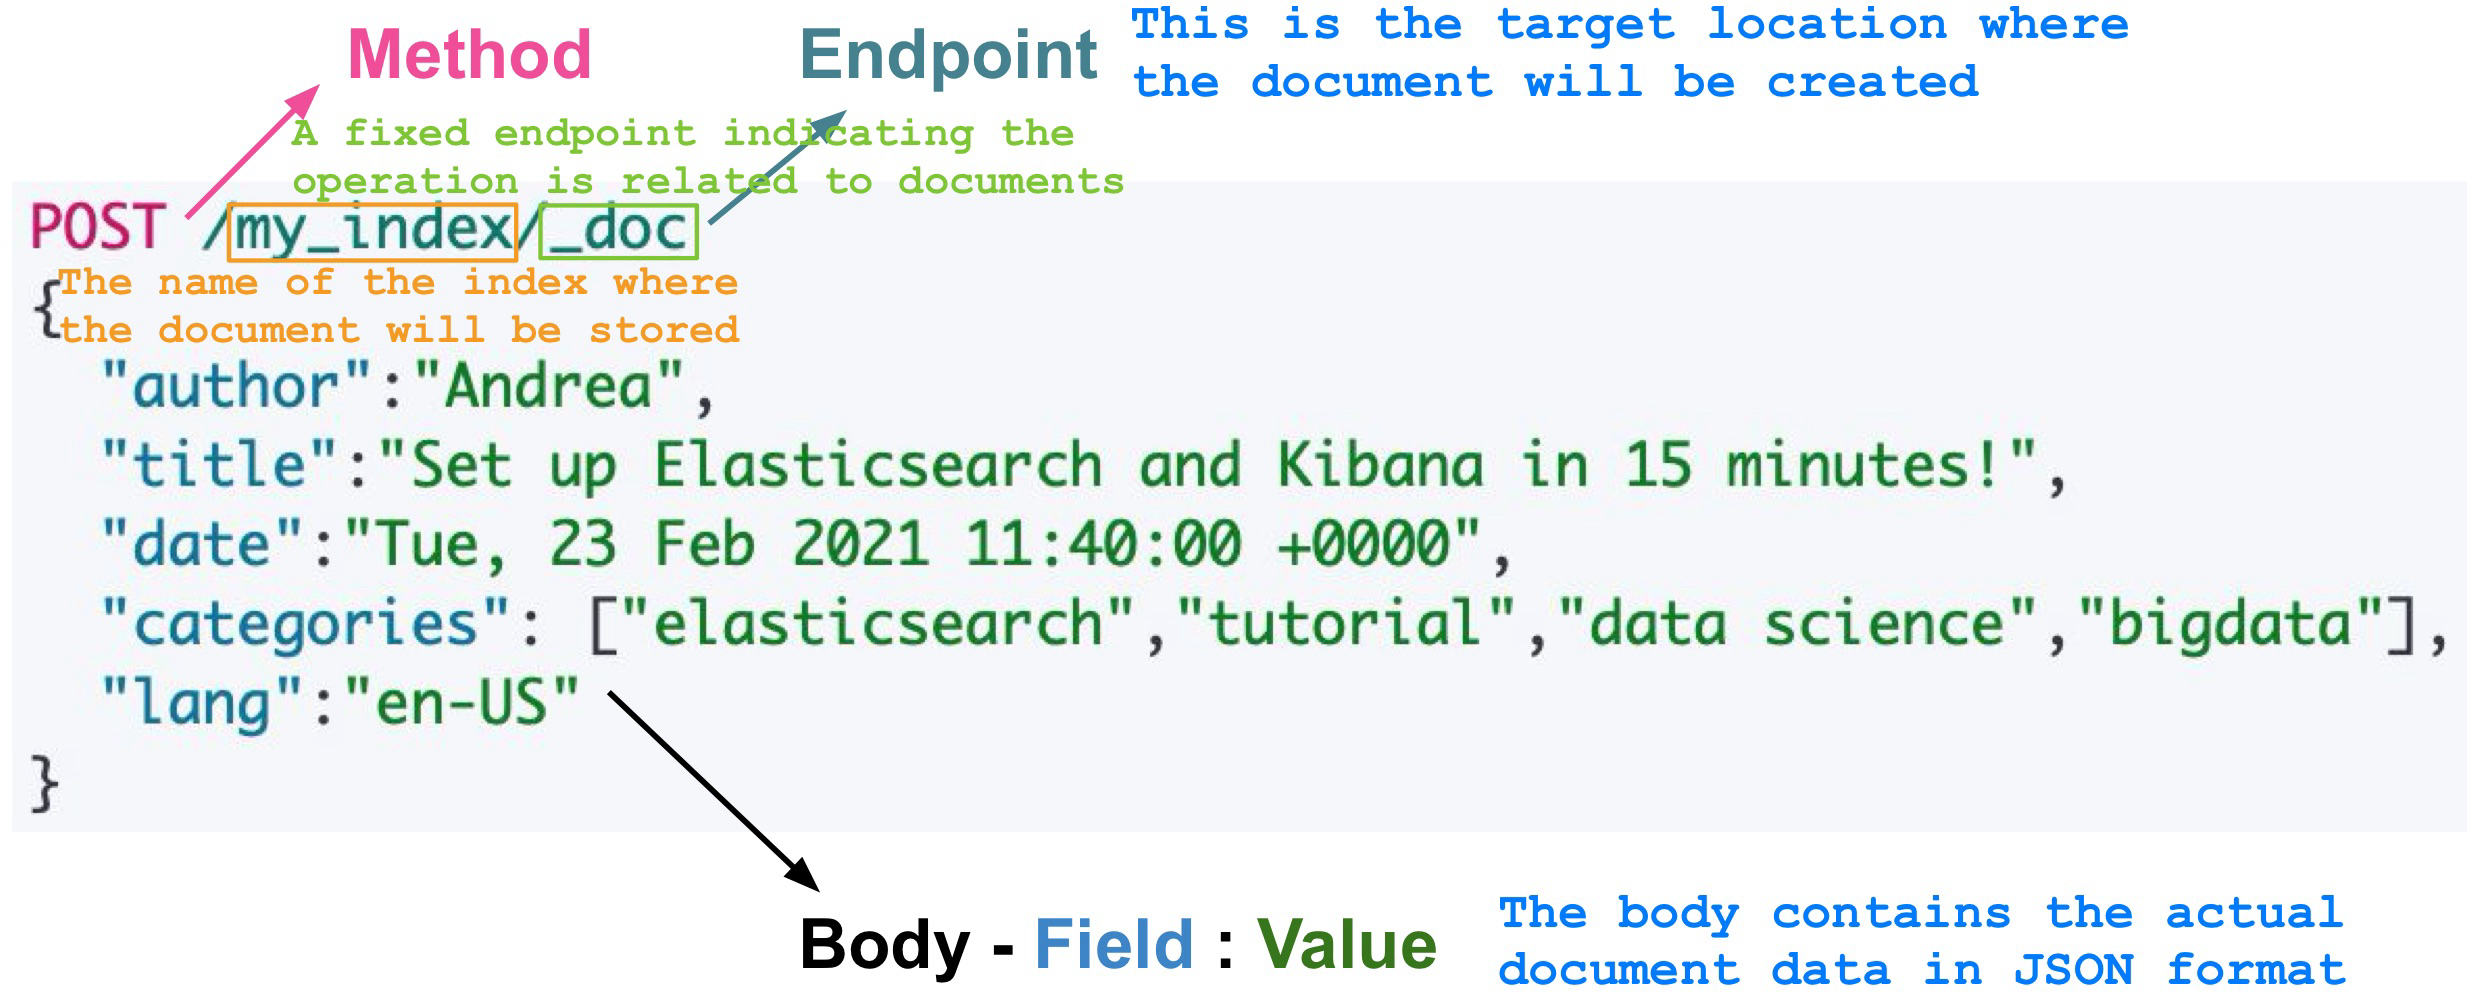 Method
Endpoint
This is the target location where
the document will be created
A fixed endpoint indicating the
operation is related to documents
POST /my_index/_doc
The name of the index where
the document will be stored
{
"author":"Andrea",
"title":"Set up Elasticsearch and Kibana in 15 minutes!",
"date":"Tue, 23 Feb 2021 11:40:00 +0000",
"categories": ["elasticsearch","tutorial","data science","bigdata"],
"lang":"en-US"
}
Body - Field : Value
The body contains the actual
document data in JSON format